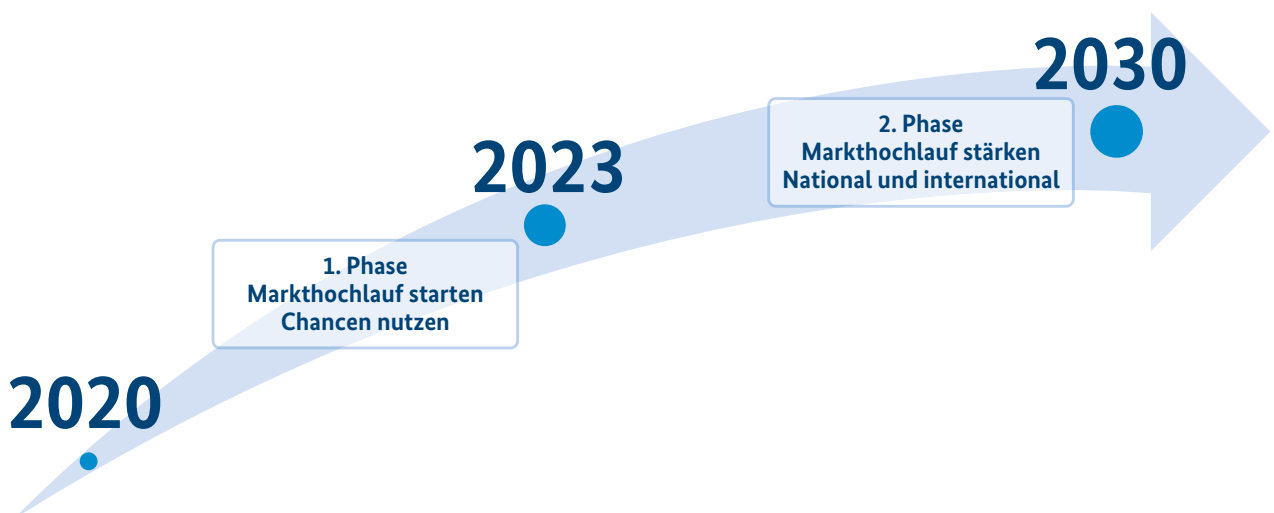 2020
1. Phase
Markthochlauf starten
Chancen nutzen
2023
2. Phase
Markthochlauf stärken
National und international
2030